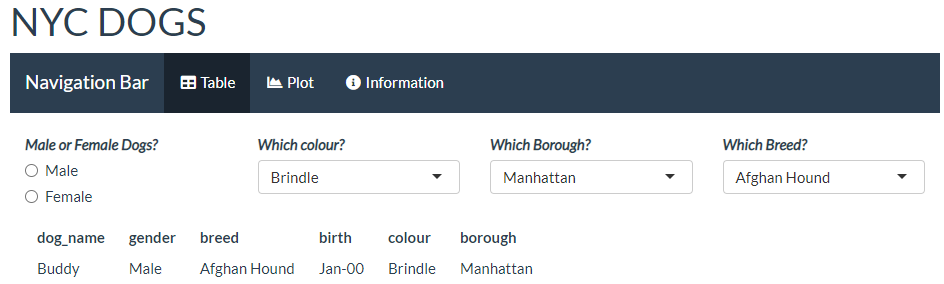 NYC DOGS
Navigation Bar Table Plot Information
Male or Female Dogs? Which colour? Which Borough? Which Breed?
Male Brindle Manhattan Afghan Hound
Female
dog_name gender breed birth colour borough
Buddy Male Afghan Hound Jan-00 Brindle Manhattan